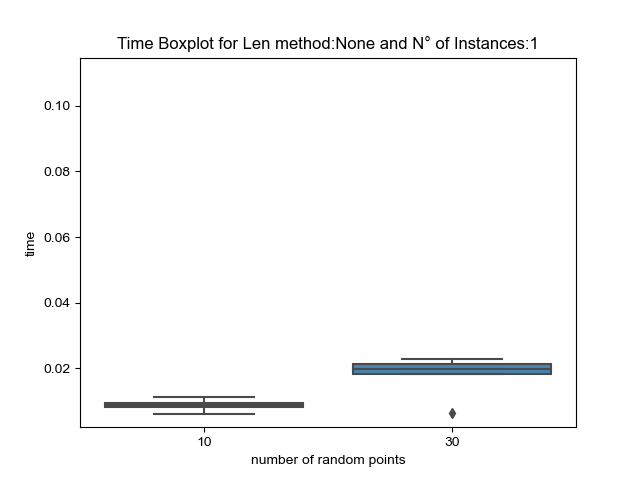 Time Boxplot for Len method:None and N° of Instances:1
0.10
0.08
0.06
0.04
0.02
time
10
30
number of random points